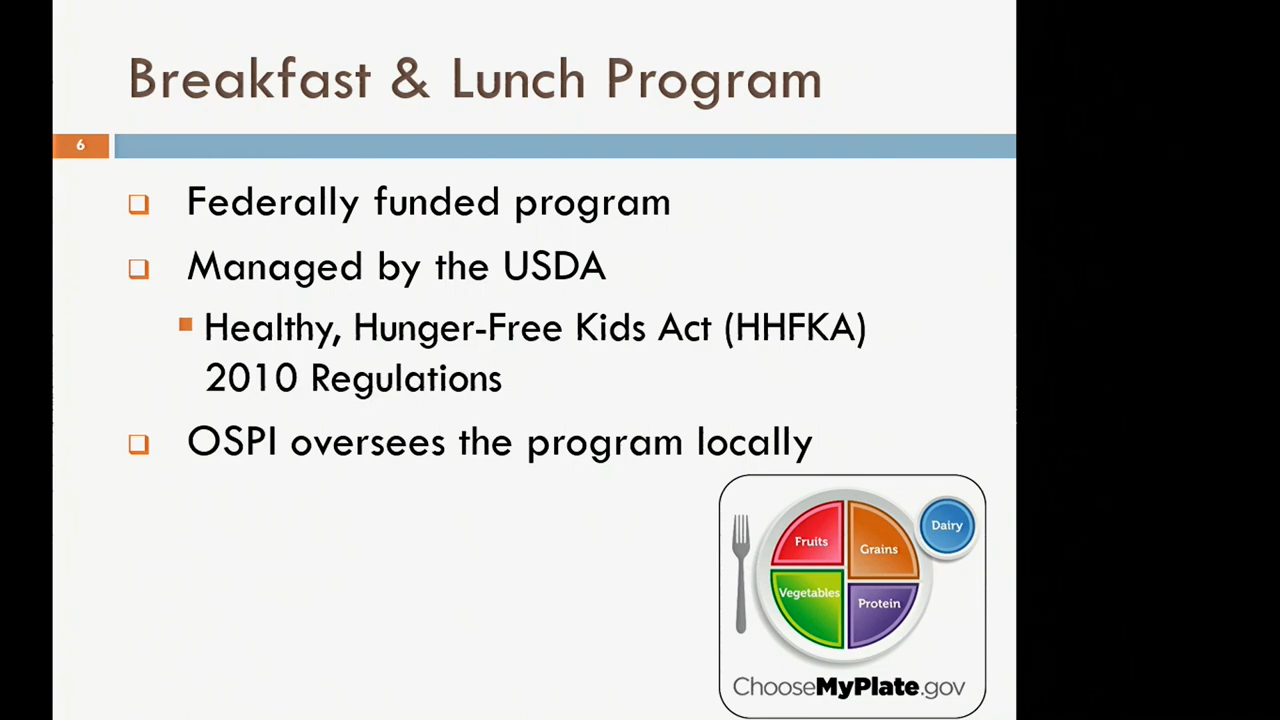 Breakfast & Lunch Program
6
Federally funded program
Managed by the USDA
Healthy, Hunger-Free Kids Act (HHFKA)
2010 Regulations
OSPI oversees the program locally
Dairy
Fruits
Grains
Vegetables
Protein
ChooseMyPlate.gov